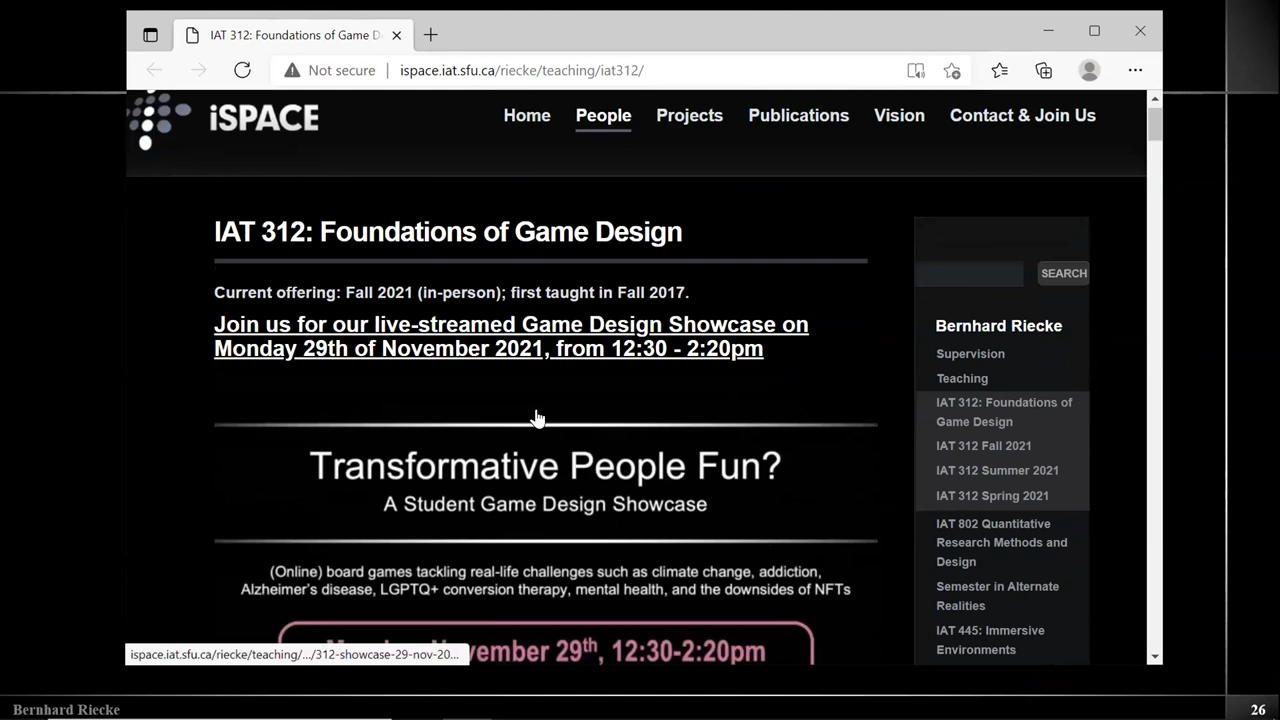 IAT 312: Foundations of Game D
Not secure
ispace.iat.sfu.ca/riecke/teaching/iat312/
iSPACE
Home
People
Projects
Publications
Vision
Contact & Join Us
IAT 312: Foundations of Game Design
Current offering: Fall 2021 (in-person); first taught in Fall 2017.
Join us for our live-streamed Game Design Showcase on
Monday 29th of November 2021, from 12:30 - 2:20pm
Transformative People Fun?
A Student Game Design Showcase
(Online) board games tackling real-life challenges such as climate change, addiction,
Alzheimer's disease, LGPTQ+ conversion therapy, mental health, and the downsides of NFTs
vember 29th, 12:30-2:20pm
SEARCH
Bernhard Riecke
Supervision
Teaching
IAT 312: Foundations of
Game Design
IAT 312 Fall 2021
IAT 312 Summer 2021
IAT 312 Spring 2021
IAT 802 Quantitative
Research Methods and
Design
Semester in Alternate
Realities
IAT 445: Immersive
Environments
ispace.iat.sfu.ca/riecke/teaching/.../312-showcase-29-nov-20...
Bernhard Riecke
26